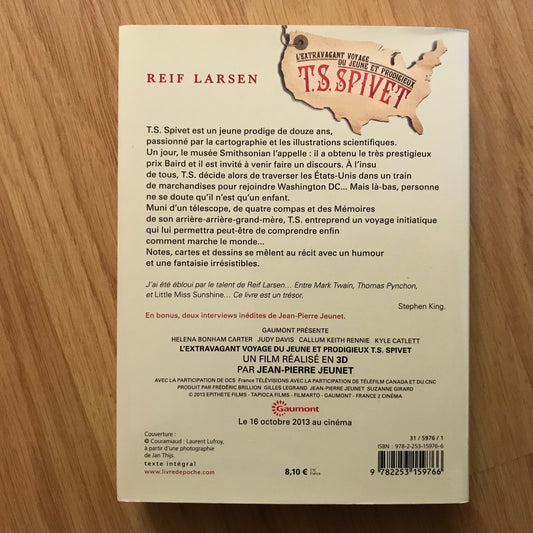 L'EXTRAVAGANT VOYAGE
DU JEUNE ET PRODIGIEUX
T.S. SPIVET
REIF LARSEN
T.S. Spivet est un jeune prodige de douze ans,
passionné par la cartographie et les illustrations scientifiques.
Un jour, le musée Smithsonian l'appelle : il a obtenu le très prestigieux
prix Baird et il est invité à venir faire un discours. À l'insu
de tous, T.S. décide alors de traverser les États-Unis dans un train
de marchandises pour rejoindre Washington DC... Mais là-bas, personne
ne se doute qu'il n'est qu'un enfant.
Muni d'un télescope, de quatre compas et des Mémoires
de son arrière-arrière-grand-mère, T.S. entreprend un voyage initiatique
qui lui permettra peut-être de comprendre enfin
comment marche le monde...
Notes, cartes et dessins se mêlent au récit avec un humour
et une fantaisie irrésistibles.
J'ai été ébloui par le talent de Reif Larsen... Entre Mark Twain, Thomas Pynchon,
et Little Miss Sunshine... Ce livre est un trésor.
Stephen King.
En bonus, deux interviews inédites de Jean-Pierre Jeunet.
GAUMONT PRÉSENTE
HELENA BONHAM CARTER JUDY DAVIS CALLUM KEITH RENNIE KYLE CATLETT
L'EXTRAVAGANT VOYAGE DU JEUNE ET PRODIGIEUX T.S. SPIVET
UN FILM RÉALISÉ EN 3D
PAR JEAN-PIERRE JEUNET
AVEC LA PARTICIPATION DE OCS France TÉLÉVISIONS AVEC LA PARTICIPATION DE TÉLÉFILM CANADA ET DU CNC
PRODUIT PAR FRÉDÉRIC BRILLION GILLES LEGRAND JEAN-PIERRE JEUNET SUZANNE GIRARD
© 2013 EPITHETE FILMS - TAPIOCA FILMS - FILMARTO - GAUMONT - FRANCE 2 CINÉMA
Gaumont
Le 16 octobre 2013 au cinéma
Couverture :
© Couramiaud ; Laurent Lufroy,
à partir d'une photographie
de Jan Thijs.
texte intégral
www.livredepoche.com
8,10 € TTC
France
31 / 5976 / 1
ISBN : 978-2-253-15976-6
9 782253 159766